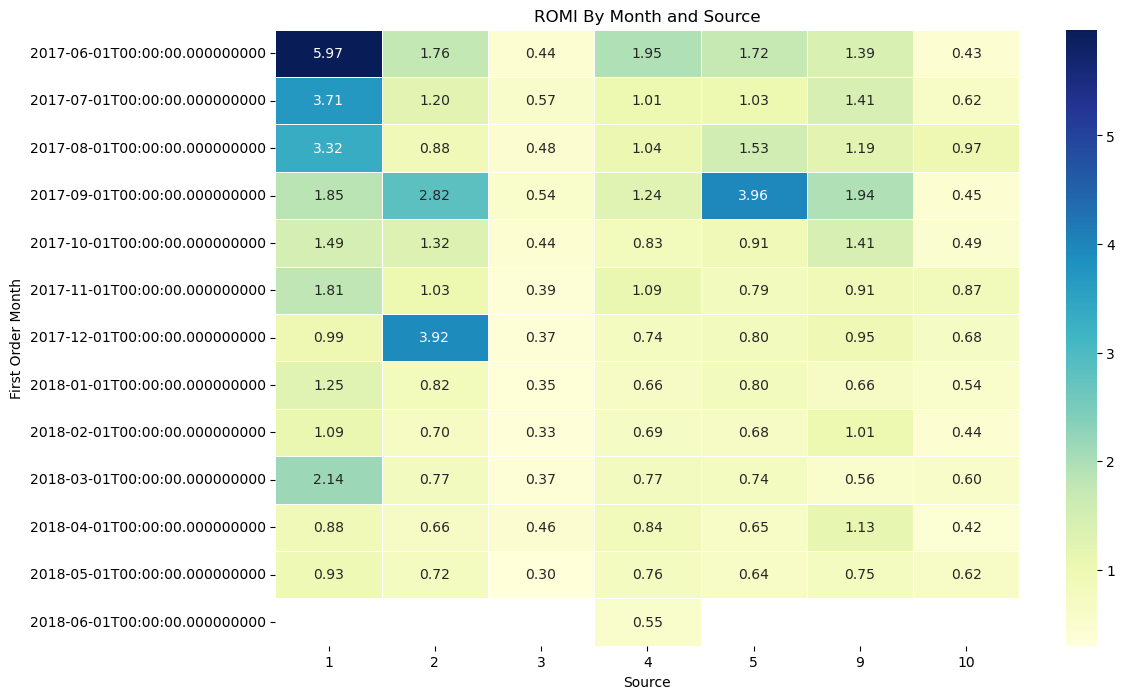 ROMI By Month and Source
First Order Month
2017-06-01T00:00:00.000000000 5.97 1.76 0.44 1.95 1.72 1.39 0.43
2017-07-01T00:00:00.000000000 3.71 1.20 0.57 1.01 1.03 1.41 0.62
2017-08-01T00:00:00.000000000 3.32 0.88 0.48 1.04 1.53 1.19 0.97
2017-09-01T00:00:00.000000000 1.85 2.82 0.54 1.24 3.96 1.94 0.45
2017-10-01T00:00:00.000000000 1.49 1.32 0.44 0.83 0.91 1.41 0.49
2017-11-01T00:00:00.000000000 1.81 1.03 0.39 1.09 0.79 0.91 0.87
2017-12-01T00:00:00.000000000 0.99 3.92 0.37 0.74 0.80 0.95 0.68
2018-01-01T00:00:00.000000000 1.25 0.82 0.35 0.66 0.80 0.66 0.54
2018-02-01T00:00:00.000000000 1.09 0.70 0.33 0.69 0.68 1.01 0.44
2018-03-01T00:00:00.000000000 2.14 0.77 0.37 0.77 0.74 0.56 0.60
2018-04-01T00:00:00.000000000 0.88 0.66 0.46 0.84 0.65 1.13 0.42
2018-05-01T00:00:00.000000000 0.93 0.72 0.30 0.76 0.64 0.75 0.62
2018-06-01T00:00:00.000000000 0.55
1 2 3 4 5 9 10
Source
5
4
3
2
1